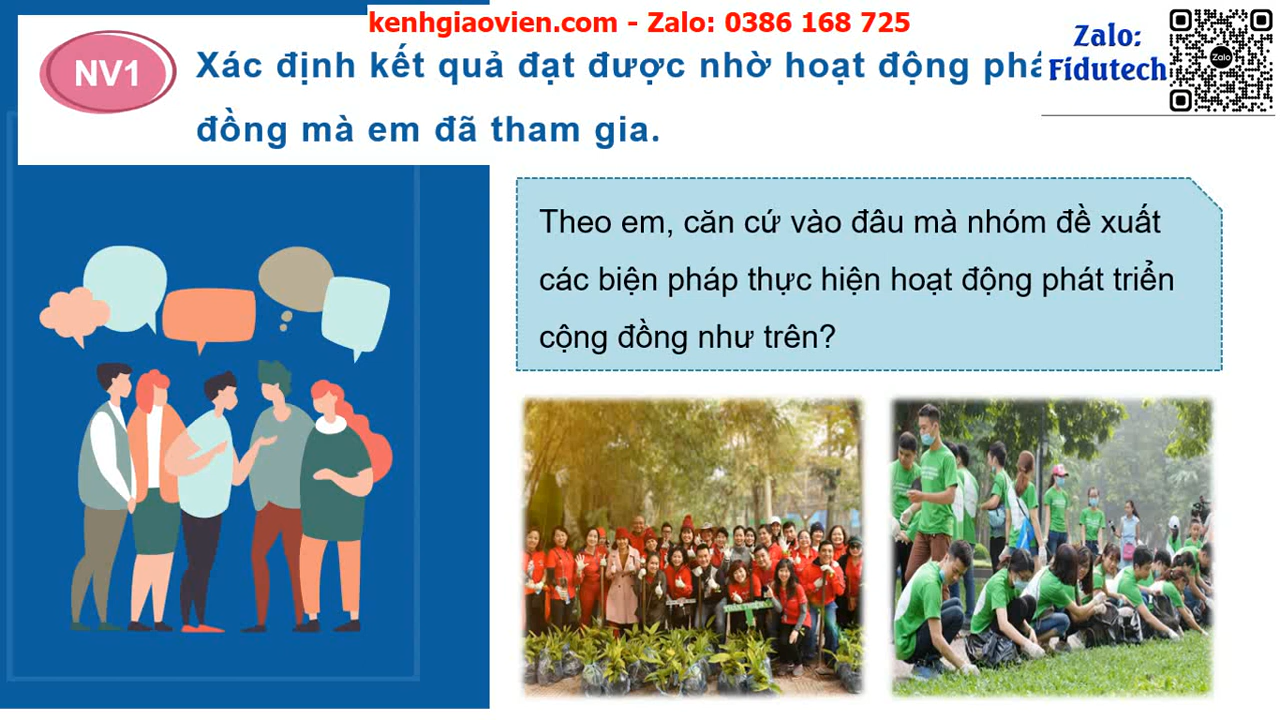 kenhgiaovien.com - Zalo: 0386 168 725
NV1
Xác định kết quả đạt được nhờ hoạt động phá
đồng mà em đã tham gia.
Zalo:
Fidutech
Zalo
Theo em, căn cứ vào đâu mà nhóm đề xuất
các biện pháp thực hiện hoạt động phát triển
cộng đồng như trên?